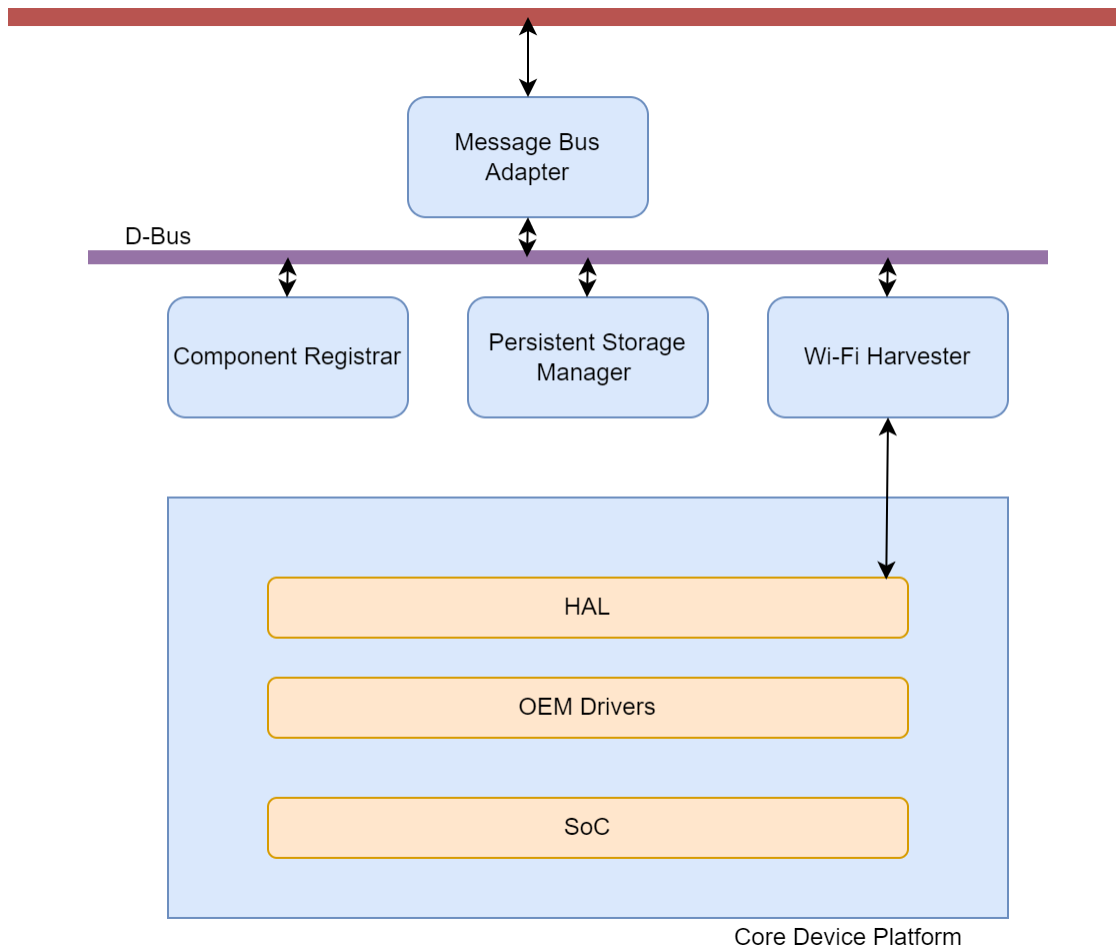 Message Bus
Adapter
D-Bus
Component Registrar
Persistent Storage
Manager
Wi-Fi Harvester
HAL
OEM Drivers
SoC
Core Device Platform